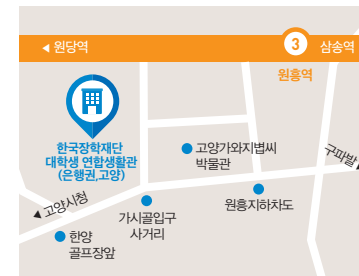 ◀ 원당역
3
삼송역
원흥역
한국장학재단
대학생 연합생활관
(은행권,고양)
고양가와지볍씨
박물관
구파발▶
◀ 고양시청
가시골입구
사거리
원흥지하차도
한양
골프장앞